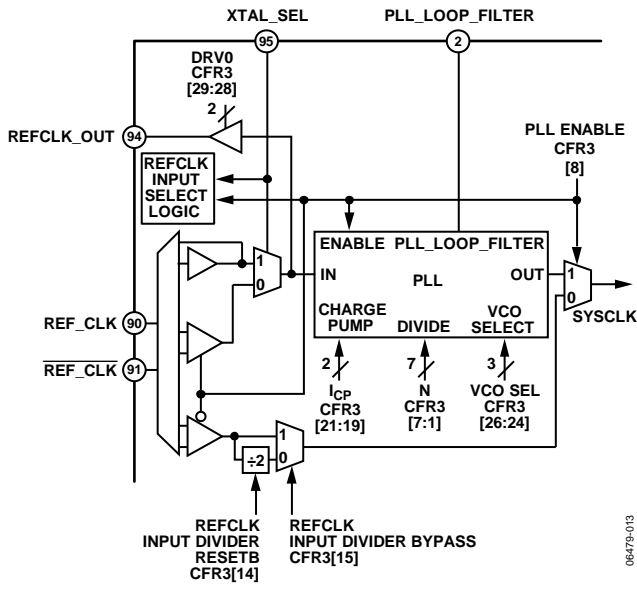 XTAL_SEL
PLL_LOOP_FILTER
95
2
DRV0
CFR3
[29:28]
2
REFCLK_OUT
94
PLL ENABLE
CFR3
[8]
REFCLK
INPUT
SELECT
LOGIC
ENABLE PLL_LOOP_FILTER
1
0
IN
PLL
OUT
1
0
SYSCLK
CHARGE
PUMP
DIVIDE
VCO
SELECT
REF_CLK
90
REF_CLK
91
2
7
3
ICP
CFR3
[21:19]
N
CFR3
[7:1]
VCO SEL
CFR3
[26:24]
1
0
÷2
REFCLK
INPUT DIVIDER
RESETB
CFR3[14]
REFCLK
INPUT DIVIDER BYPASS
CFR3[15]
06479-013